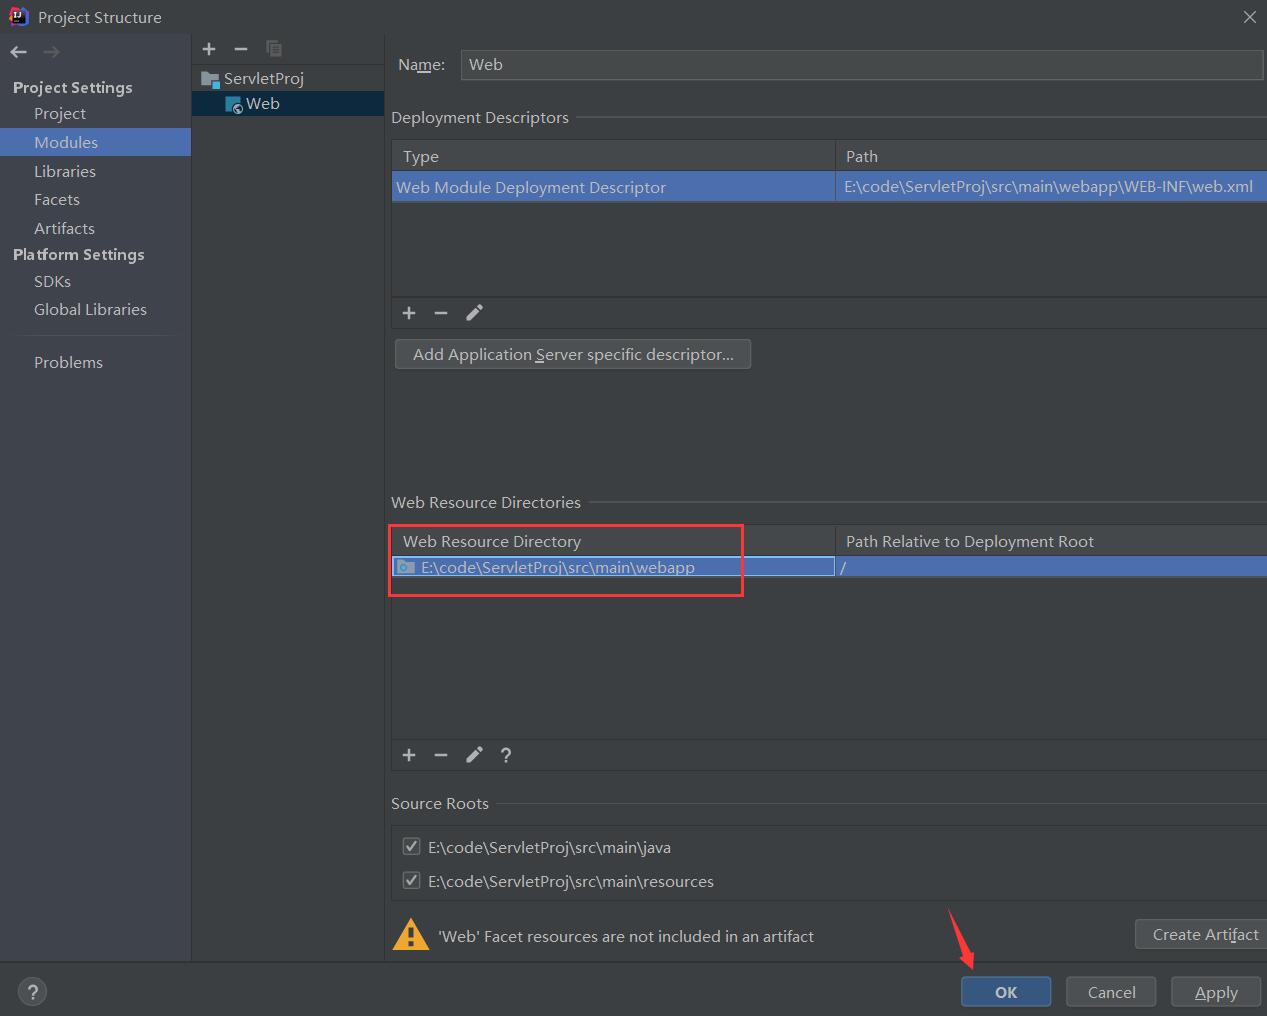 Project Structure
Project Settings
Project
Modules
Libraries
Facets
Artifacts
Platform Settings
SDKs
Global Libraries
Problems
ServletProj
Web
Name: Web
Deployment Descriptors
Type Path
Web Module Deployment Descriptor E:\code\ServletProj\src\main\webapp\WEB-INF\web.xml
Add Application Server specific descriptor...
Web Resource Directories
Web Resource Directory Path Relative to Deployment Root
E:\code\ServletProj\src\main\webapp /
?
Source Roots
E:\code\ServletProj\src\main\java
E:\code\ServletProj\src\main\resources
'Web' Facet resources are not included in an artifact Create Artifact
? OK Cancel Apply